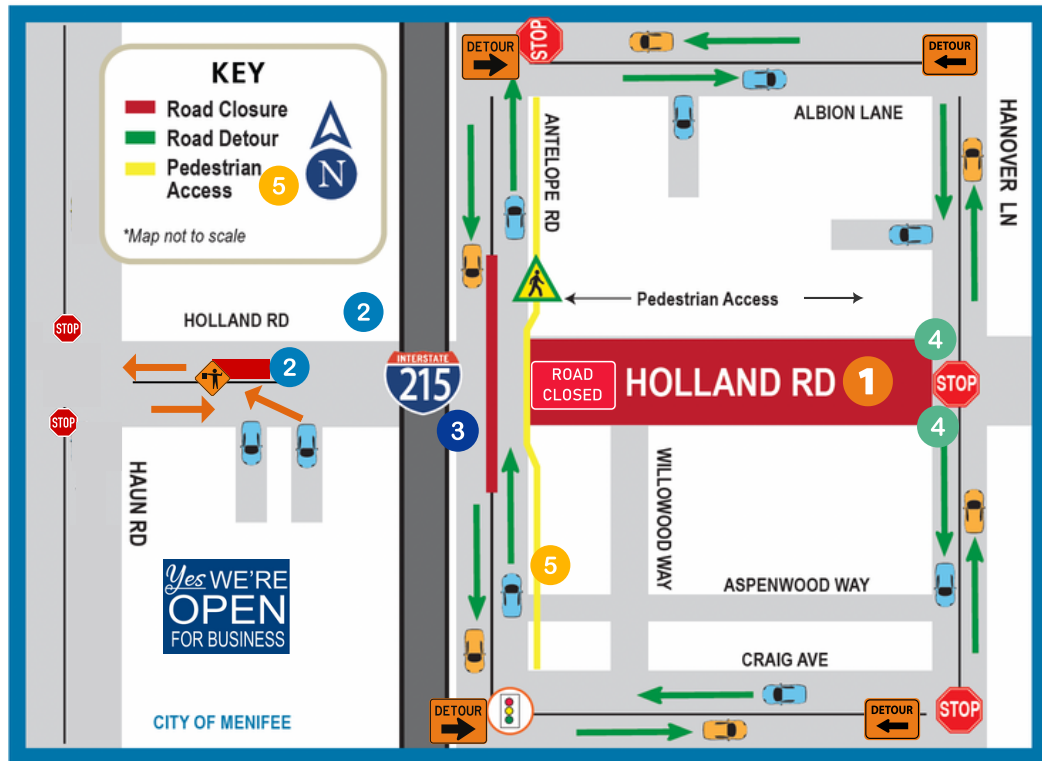 DETOUR
STOP
DETOUR
KEY
Road Closure
Road Detour
Pedestrian
Access
5
N
*Map not to scale
ALBION LANE
HANOVER LN
ANTELOPE RD
Pedestrian Access
HOLLAND RD
2
STOP
2
INTERSTATE
215
ROAD
CLOSED
HOLLAND RD
1
4
STOP
4
3
STOP
HAUN RD
WILLOWOOD WAY
5
Yes WE'RE
OPEN
FOR BUSINESS
ASPENWOOD WAY
CRAIG AVE
CITY OF MENIFEE
DETOUR
DETOUR
STOP